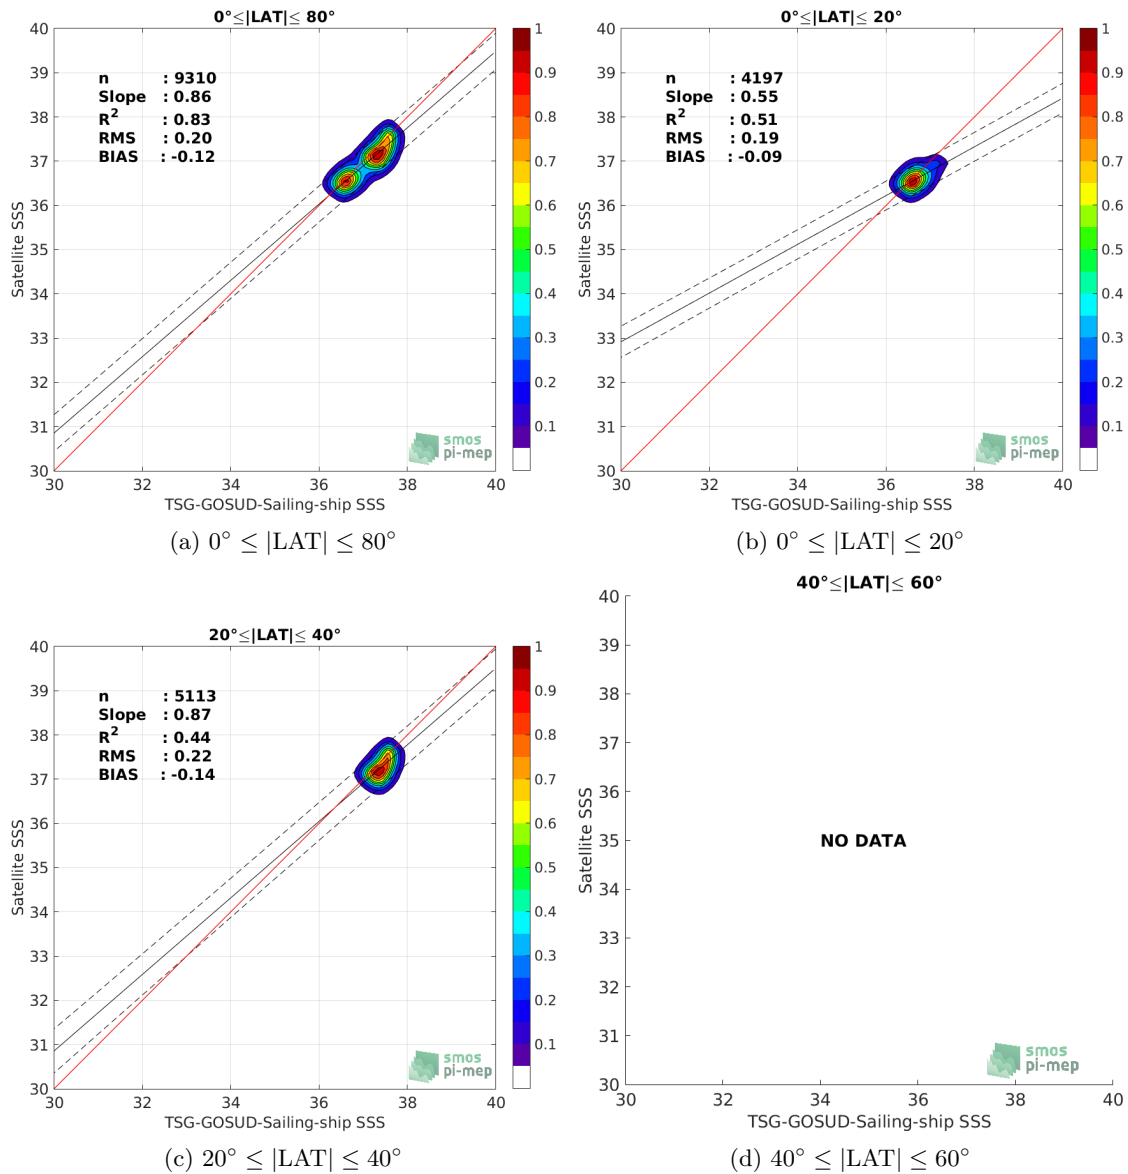 0°≤|LAT|≤ 80°
40
39
38
37
36
35
34
33
32
31
30
Satellite SSS
n : 9310
Slope : 0.86
R2 : 0.83
RMS : 0.20
BIAS : -0.12
smos
pi-mep
30 32 34 36 38 40
TSG-GOSUD-Sailing-ship SSS
1
0.9
0.8
0.7
0.6
0.5
0.4
0.3
0.2
0.1
(a) 0° ≤ |LAT| ≤ 80°
0°≤|LAT|≤ 20°
40
39
38
37
36
35
34
33
32
31
30
Satellite SSS
n : 4197
Slope : 0.55
R2 : 0.51
RMS : 0.19
BIAS : -0.09
smos
pi-mep
30 32 34 36 38 40
TSG-GOSUD-Sailing-ship SSS
1
0.9
0.8
0.7
0.6
0.5
0.4
0.3
0.2
0.1
(b) 0° ≤ |LAT| ≤ 20°
20°≤|LAT|≤ 40°
40
39
38
37
36
35
34
33
32
31
30
Satellite SSS
n : 5113
Slope : 0.87
R2 : 0.44
RMS : 0.22
BIAS : -0.14
smos
pi-mep
30 32 34 36 38 40
TSG-GOSUD-Sailing-ship SSS
1
0.9
0.8
0.7
0.6
0.5
0.4
0.3
0.2
0.1
(c) 20° ≤ |LAT| ≤ 40°
40°≤|LAT|≤ 60°
40
39
38
37
36
35
34
33
32
31
30
Satellite SSS
NO DATA
smos
pi-mep
30 32 34 36 38 40
TSG-GOSUD-Sailing-ship SSS
(d) 40° ≤ |LAT| ≤ 60°